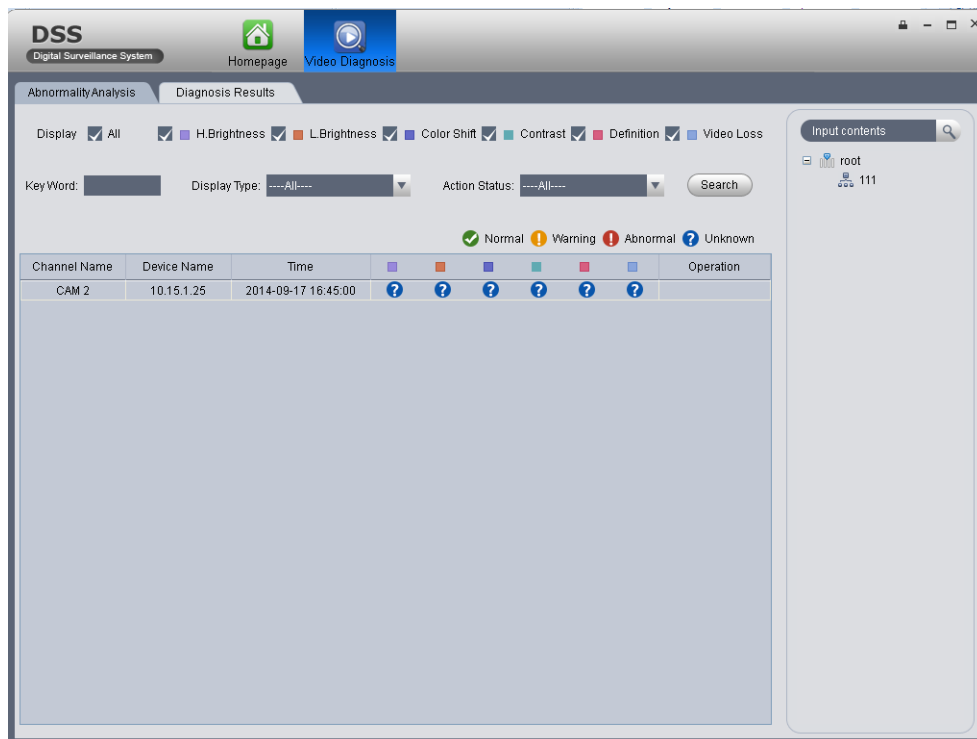 DSS
Digital Surveillance System
Homepage
Video Diagnosis
Abnormality Analysis Diagnosis Results
Display All H.Brightness L.Brightness Color Shift Contrast Definition Video Loss
Key Word: Display Type: ----All---- Action Status: ----All---- Search
Normal Warning Abnormal Unknown
Channel Name Device Name Time Operation
CAM 2 10.15.1.25 2014-09-17 16:45:00
Input contents
root
111